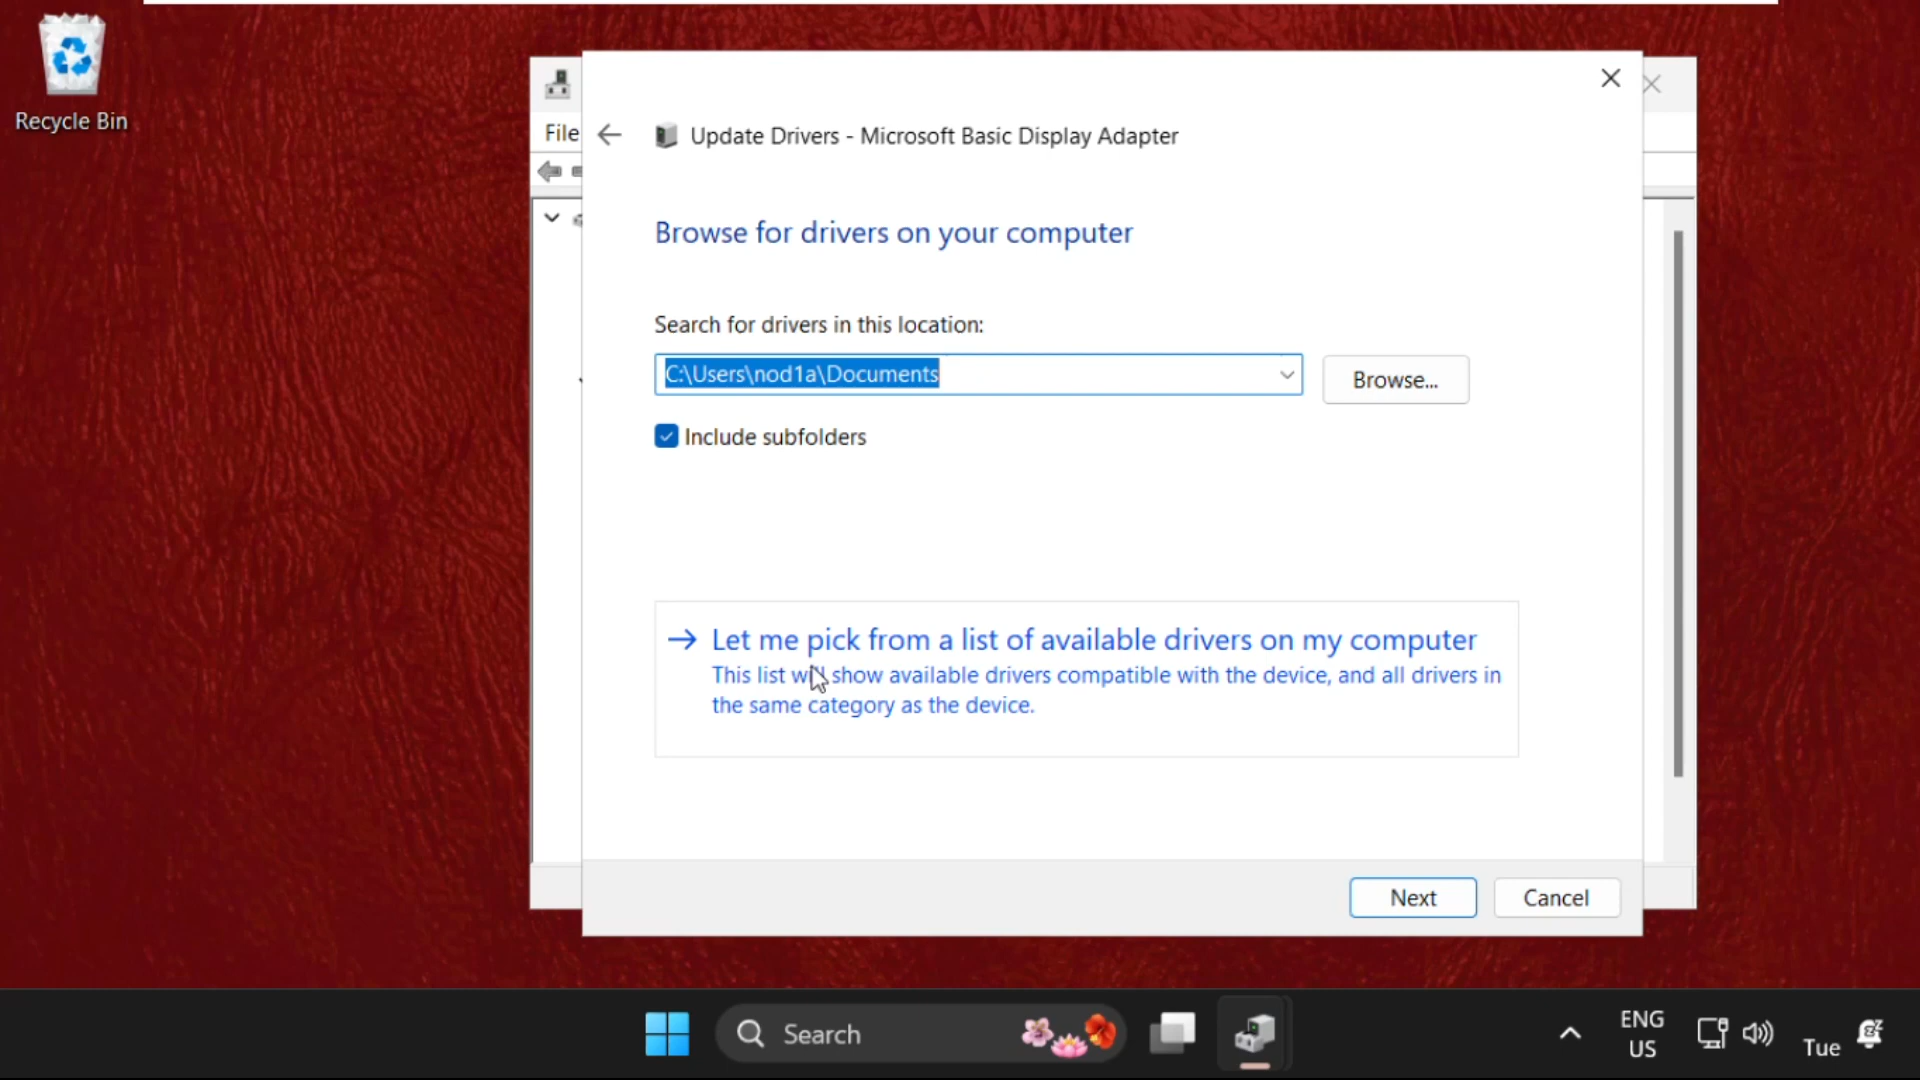 Recycle Bin
File
Update Drivers - Microsoft Basic Display Adapter
Browse for drivers on your computer
Search for drivers in this location:
C:\Users\nod1a\Documents
Browse...
Include subfolders
Let me pick from a list of available drivers on my computer
This list will show available drivers compatible with the device, and all drivers in
the same category as the device.
Next
Cancel
Search
ENG
US
Tue